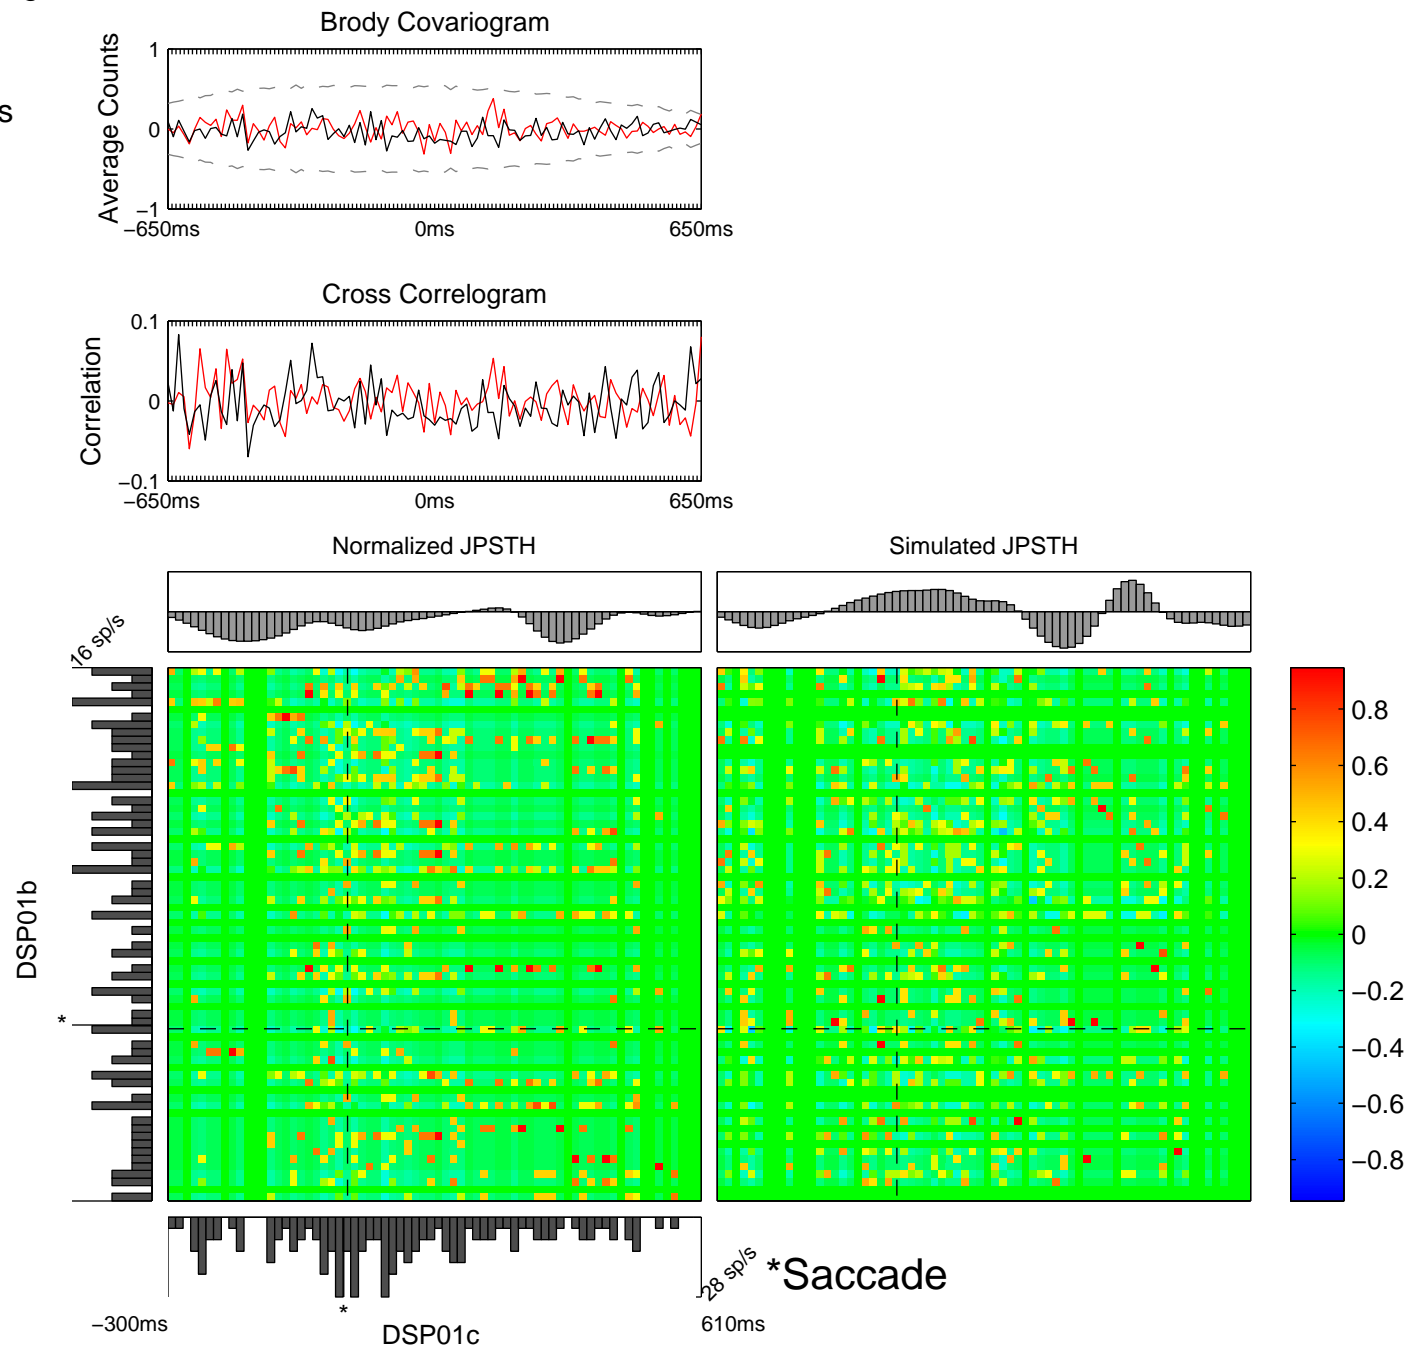 g
Brody Covariogram
s
Average Counts
1
0
−1
−650ms
0ms
650ms
Cross Correlogram
Correlation
0.1
0
−0.1
−650ms
0ms
650ms
Normalized JPSTH
Simulated JPSTH
16 sp/s
DSP01b
*
0.8
0.6
0.4
0.2
0
−0.2
−0.4
−0.6
−0.8
28 sp/s
*Saccade
*
−300ms
DSP01c
610ms